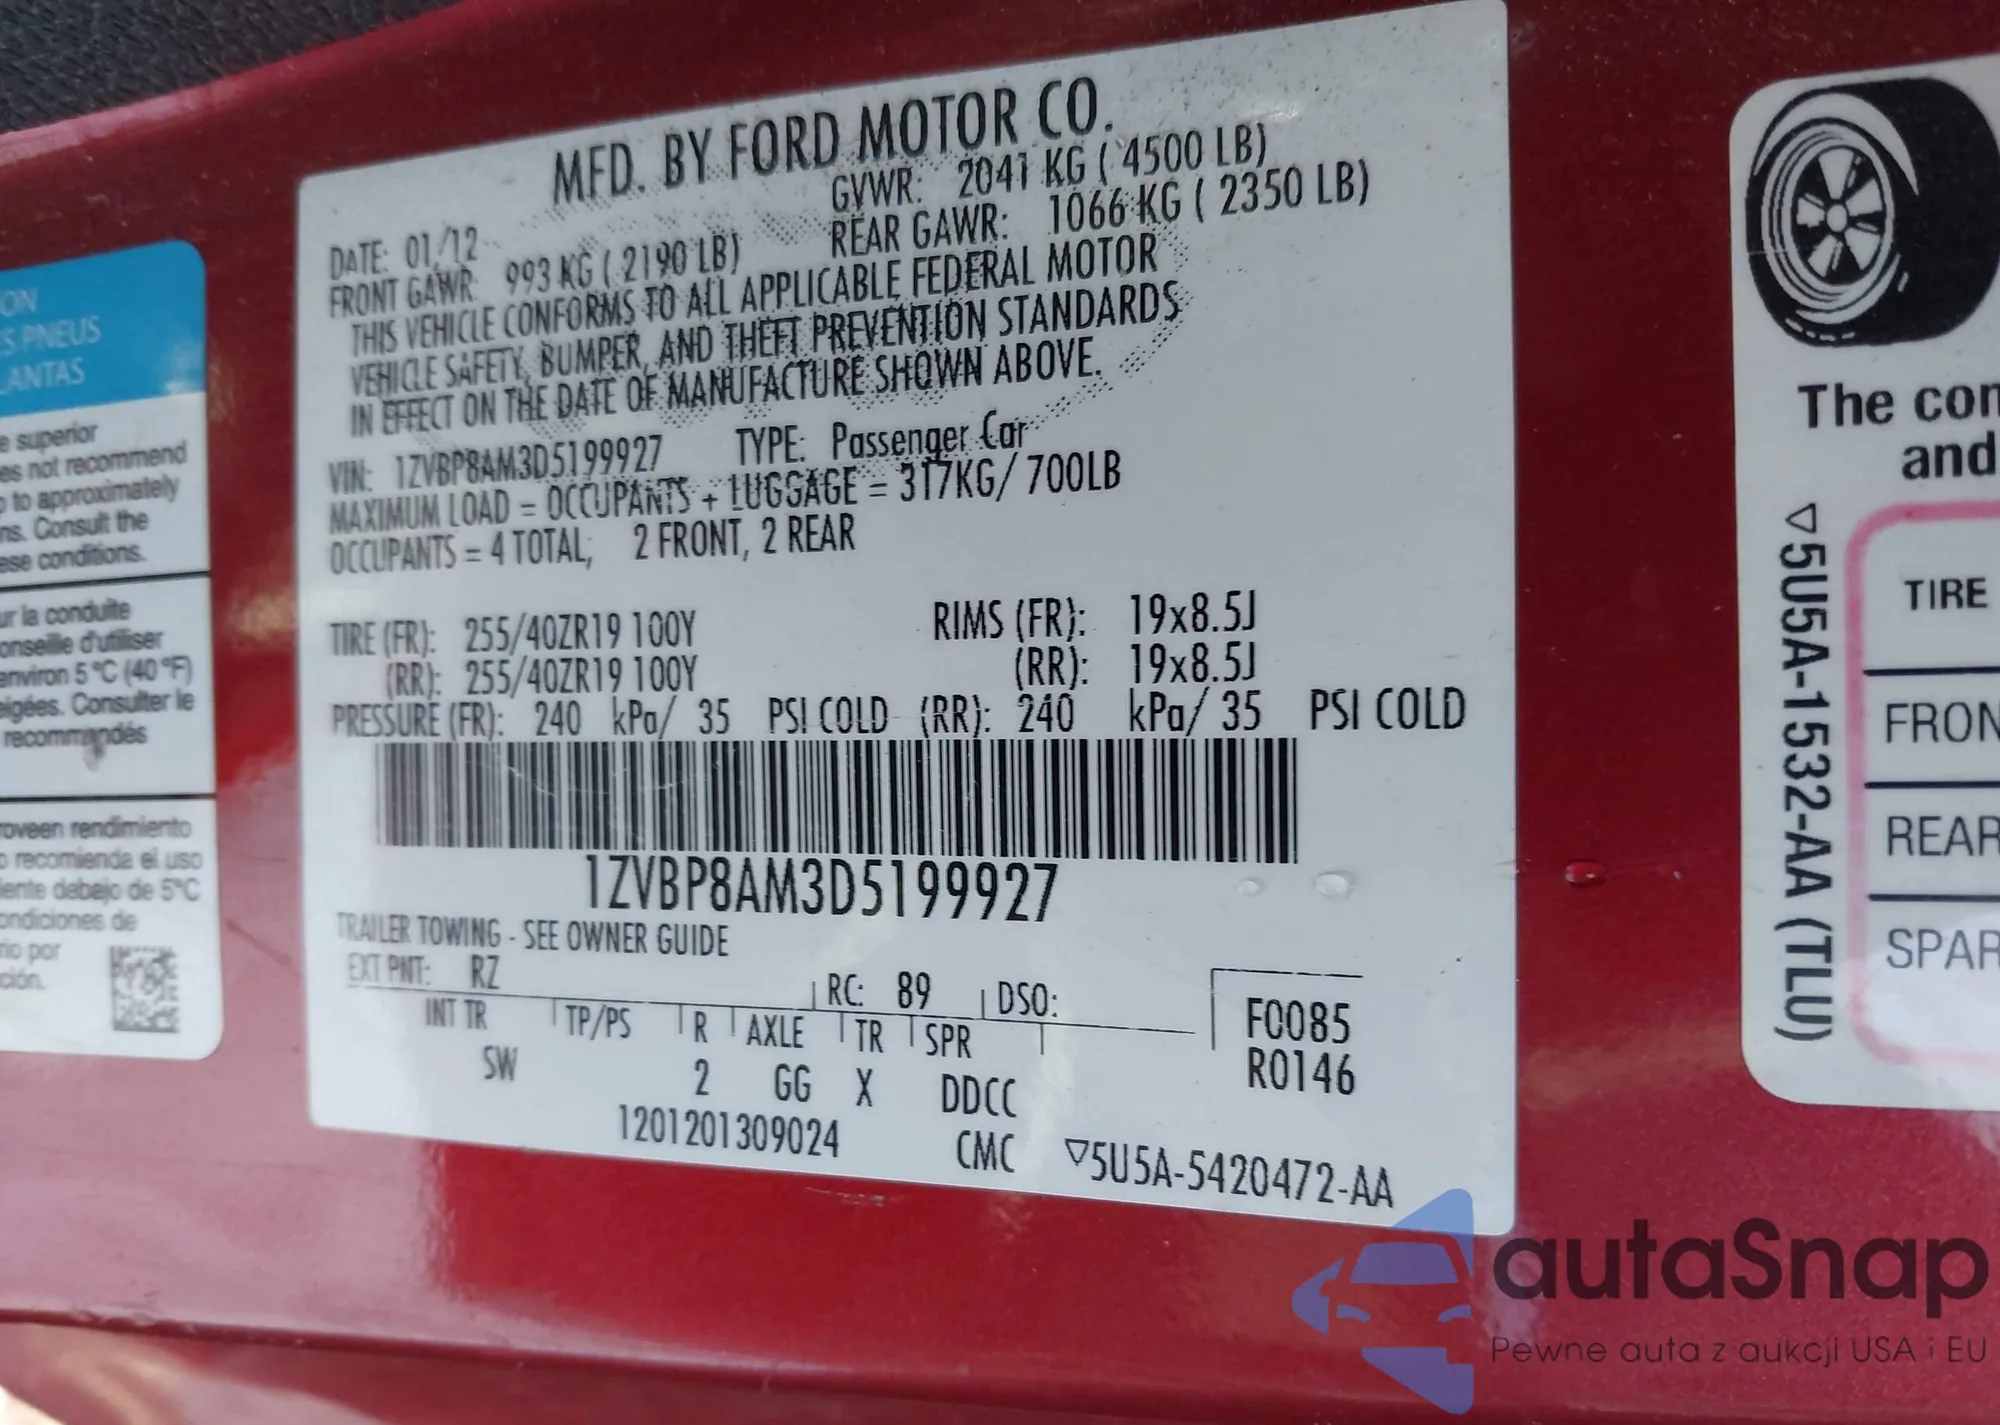 MFD. BY FORD MOTOR CO.
DATE: 01/12 GVWR: 2041 KG ( 4500 LB)
FRONT GAWR: 993 KG ( 2190 LB) REAR GAWR: 1066 KG ( 2350 LB)
THIS VEHICLE CONFORMS TO ALL APPLICABLE FEDERAL MOTOR
VEHICLE SAFETY, BUMPER, AND THEFT PREVENTION STANDARDS
IN EFFECT ON THE DATE OF MANUFACTURE SHOWN ABOVE.
VIN: 1ZVBP8AM3D5199927 TYPE: Passenger Car
MAXIMUM LOAD = OCCUPANTS + LUGGAGE = 317KG/ 700LB
OCCUPANTS = 4 TOTAL, 2 FRONT, 2 REAR
TIRE (FR): 255/40ZR19 100Y RIMS (FR): 19x8.5J
(RR): 255/40ZR19 100Y (RR): 19x8.5J
PRESSURE (FR): 240 kPa/ 35 PSI COLD (RR): 240 kPa/ 35 PSI COLD
1ZVBP8AM3D5199927
TRAILER TOWING - SEE OWNER GUIDE
EXT PNT: RZ RC: 89 DSO:
INT TR TP/PS R AXLE TR SPR F0085
SW 2 GG X DDCC R0146
1201201309024 CMC ▽5U5A-5420472-AA
ON
S PNEUS
LANTAS
e superior
es not recommend
o to approximately
ns. Consult the
ese conditions.
ur la conduite
onseille d'utiliser
environ 5 °C (40 °F)
eigées. Consulter le
recommandés
roveen rendimiento
o recomienda el uso
iente debajo de 5°C
ondiciones de
rio por
ción.
The con
and
▽5U5A-1532-AA (TLU)
TIRE
FRON
REAR
SPAR
autaSnap
Pewne auta z aukcji USA i EU